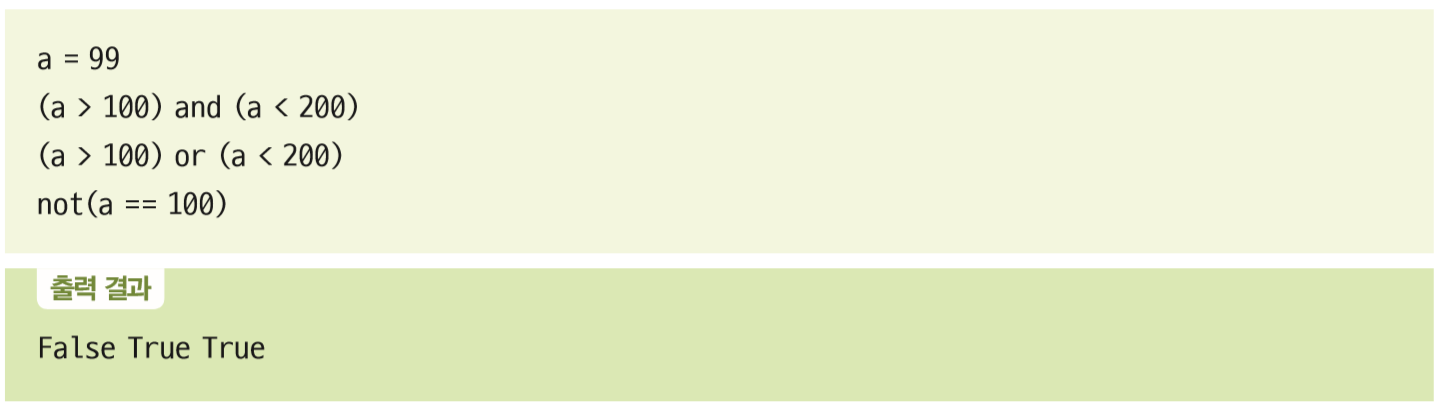 a = 99
(a > 100) and (a < 200)
(a > 100) or (a < 200)
not(a == 100)
출력 결과
False True True